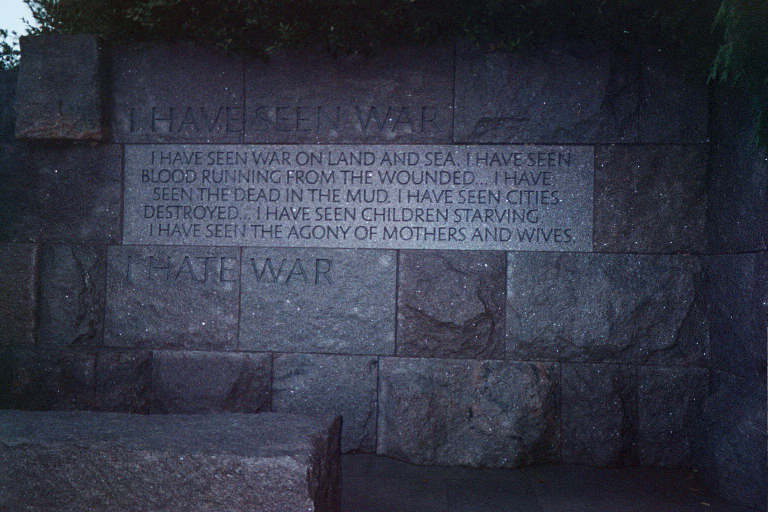 I HAVE SEEN WAR
I HAVE SEEN WAR ON LAND AND SEA. I HAVE SEEN
BLOOD RUNNING FROM THE WOUNDED... I HAVE
SEEN THE DEAD IN THE MUD. I HAVE SEEN CITIES
DESTROYED... I HAVE SEEN CHILDREN STARVING.
I HAVE SEEN THE AGONY OF MOTHERS AND WIVES.
I HATE WAR